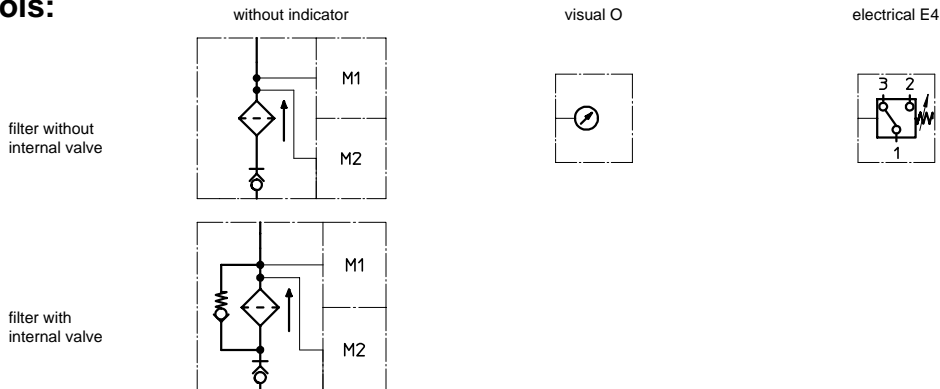 ols:
without indicator
visual O
electrical E4
M1
M2
3 2
1
filter without
internal valve
M1
M2
filter with
internal valve